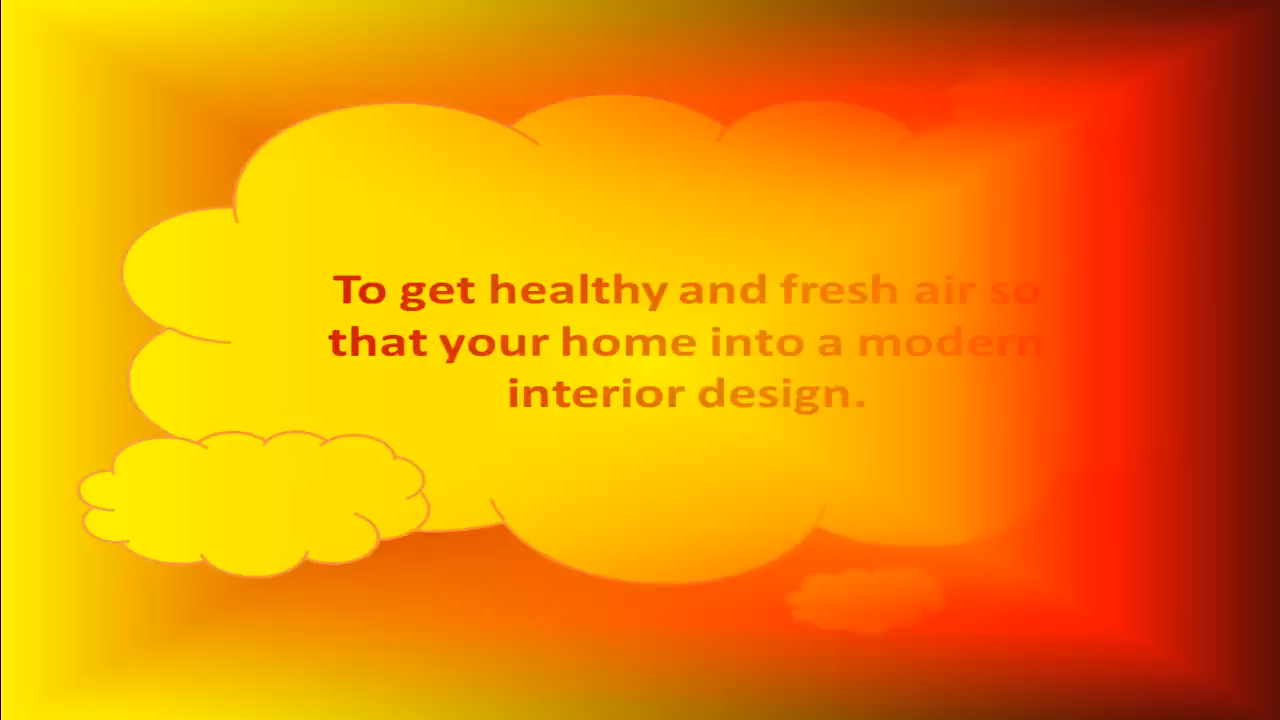 To get healthy and fresh air so
that your home into a modern
interior design.